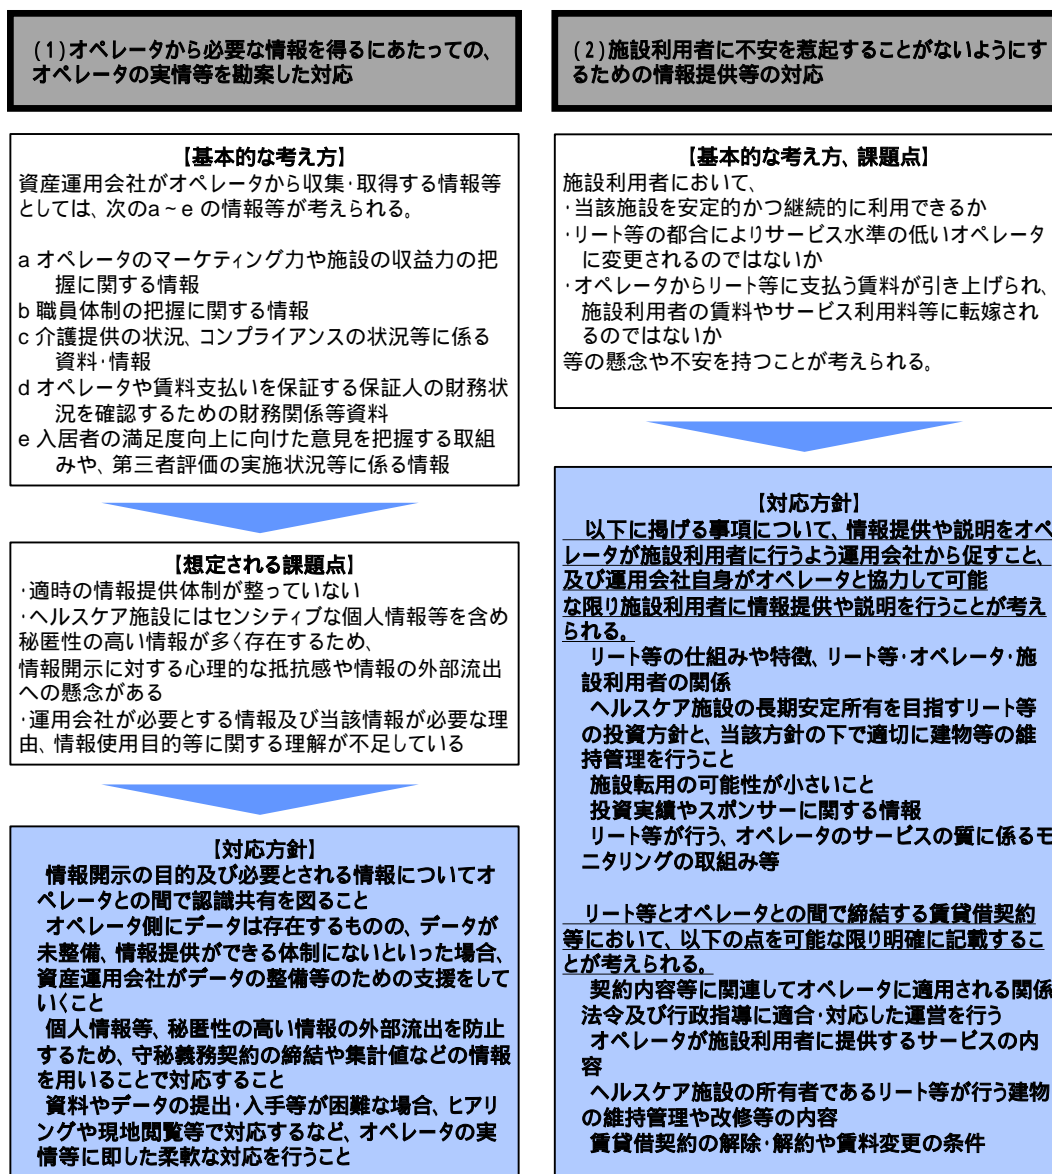 (1)オペレータから必要な情報を得るにあたっての、
オペレータの実情等を勘案した対応
【基本的な考え方】
資産運用会社がオペレータから収集・取得する情報等
としては、次のa~e の情報等が考えられる。
a オペレータのマーケティング力や施設の収益力の把
握に関する情報
b 職員体制の把握に関する情報
c 介護提供の状況、コンプライアンスの状況等に係る
資料・情報
d オペレータや賃料支払いを保証する保証人の財務状
況を確認するための財務関係等資料
e 入居者の満足度向上に向けた意見を把握する取組
みや、第三者評価の実施状況等に係る情報
【想定される課題点】
・適時の情報提供体制が整っていない
・ヘルスケア施設にはセンシティブな個人情報等を含め
秘匿性の高い情報が多く存在するため、
情報開示に対する心理的な抵抗感や情報の外部流出
への懸念がある
・運用会社が必要とする情報及び当該情報が必要な理
由、情報使用目的等に関する理解が不足している
【対応方針】
情報開示の目的及び必要とされる情報についてオ
ペレータとの間で認識共有を図ること
オペレータ側にデータは存在するものの、データが
未整備、情報提供ができる体制にないといった場合、
資産運用会社がデータの整備等のための支援をして
いくこと
個人情報等、秘匿性の高い情報の外部流出を防止
するため、守秘義務契約の締結や集計値などの情報
を用いることで対応すること
資料やデータの提出・入手等が困難な場合、ヒアリ
ングや現地閲覧等で対応するなど、オペレータの実
情等に即した柔軟な対応を行うこと
(2)施設利用者に不安を惹起することがないようにす
るための情報提供等の対応
【基本的な考え方、課題点】
施設利用者において、
・当該施設を安定的かつ継続的に利用できるか
・リート等の都合によりサービス水準の低いオペレータ
に変更されるのではないか
・オペレータからリート等に支払う賃料が引き上げられ、
施設利用者の賃料やサービス利用料等に転嫁され
るのではないか
等の懸念や不安を持つことが考えられる。
【対応方針】
以下に掲げる事項について、情報提供や説明をオペ
レータが施設利用者に行うよう運用会社から促すこと、
及び運用会社自身がオペレータと協力して可能
な限り施設利用者に情報提供や説明を行うことが考え
られる。
リート等の仕組みや特徴、リート等・オペレータ・施
設利用者の関係
ヘルスケア施設の長期安定所有を目指すリート等
の投資方針と、当該方針の下で適切に建物等の維
持管理を行うこと
施設転用の可能性が小さいこと
投資実績やスポンサーに関する情報
リート等が行う、オペレータのサービスの質に係るモ
ニタリングの取組み等
リート等とオペレータとの間で締結する賃貸借契約
等において、以下の点を可能な限り明確に記載するこ
とが考えられる。
契約内容等に関連してオペレータに適用される関係
法令及び行政指導に適合・対応した運営を行う
オペレータが施設利用者に提供するサービスの内
容
ヘルスケア施設の所有者であるリート等が行う建物
の維持管理や改修等の内容
賃貸借契約の解除・解約や賃料変更の条件